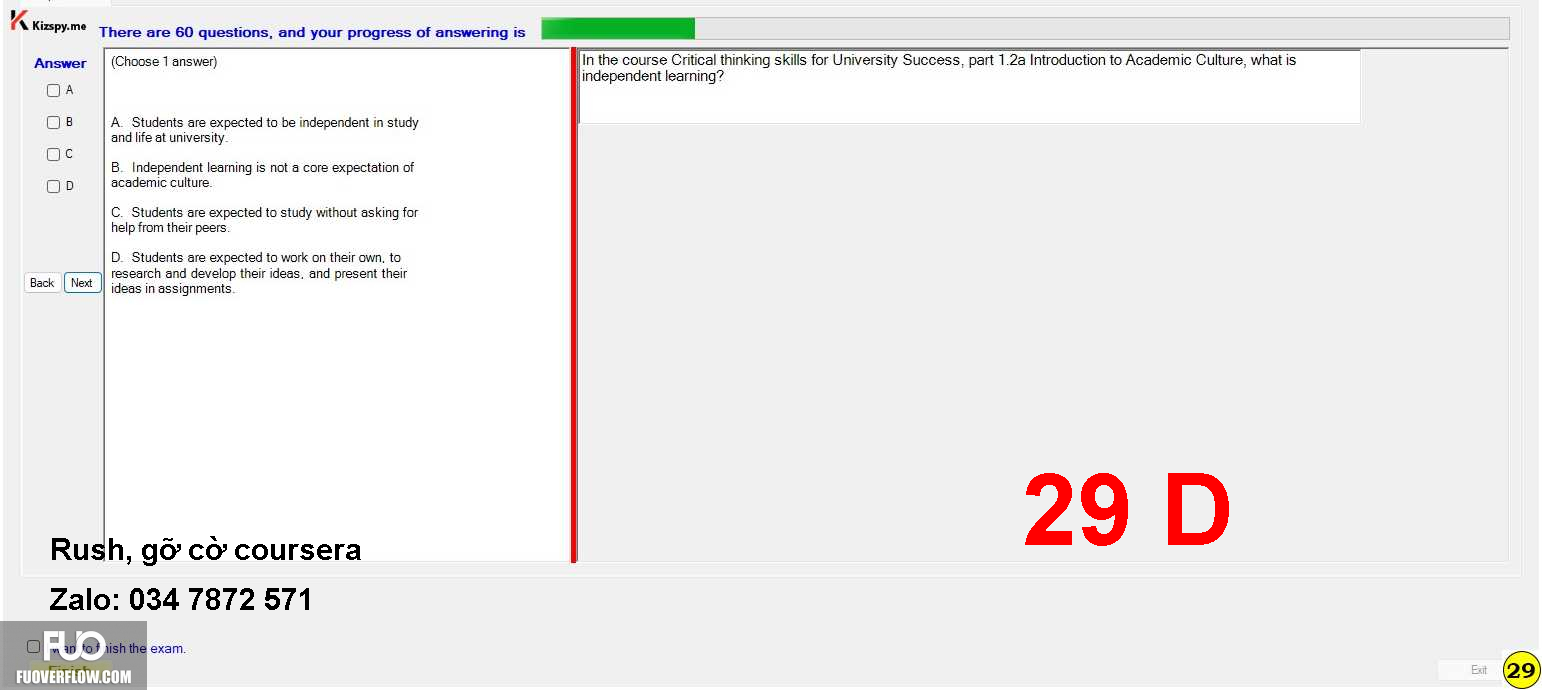 Kizspy.me
There are 60 questions, and your progress of answering is
Answer
A
B
C
D
Back
Next
(Choose 1 answer)
A. Students are expected to be independent in study
and life at university.
B. Independent learning is not a core expectation of
academic culture.
C. Students are expected to study without asking for
help from their peers.
D. Students are expected to work on their own, to
research and develop their ideas, and present their
ideas in assignments.
In the course Critical thinking skills for University Success, part 1.2a Introduction to Academic Culture, what is
independent learning?
29 D
Rush, gỡ cờ coursera
Zalo: 034 7872 571
FUO
FUOVERFLOW.COM
to finish the exam.
Finish
Exit
29